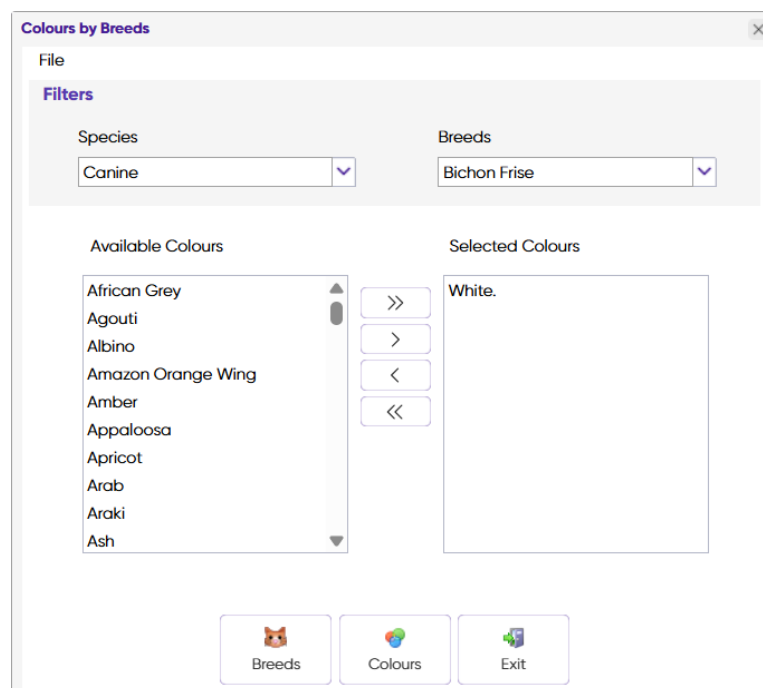 Colours by Breeds
File
Filters
Species Breeds
Canine Bichon Frise
Available Colours Selected Colours
African Grey White.
Agouti
Albino
Amazon Orange Wing
Amber
Appaloosa
Apricot
Arab
Araki
Ash
Breeds Colours Exit